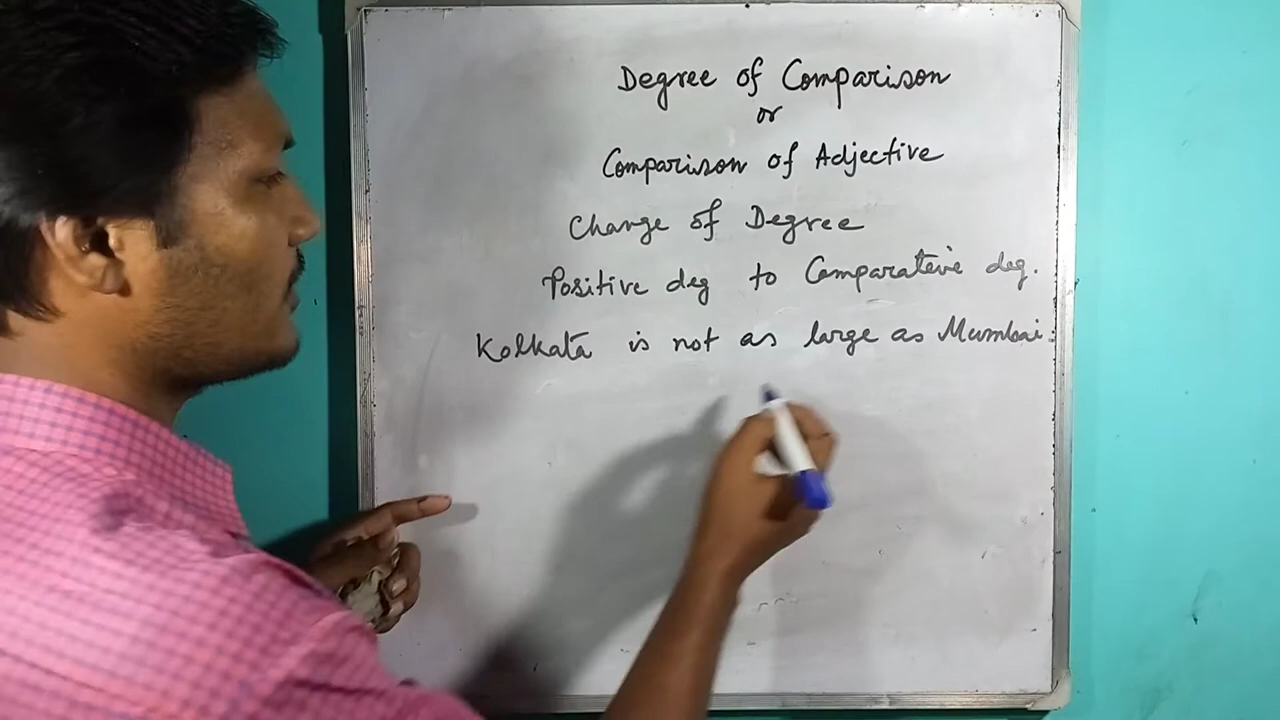 Degree of Comparison
or
Comparison of Adjective
Change of Degree
Positive deg to Comparative deg.
Kolkata is not as large as Mumbai.